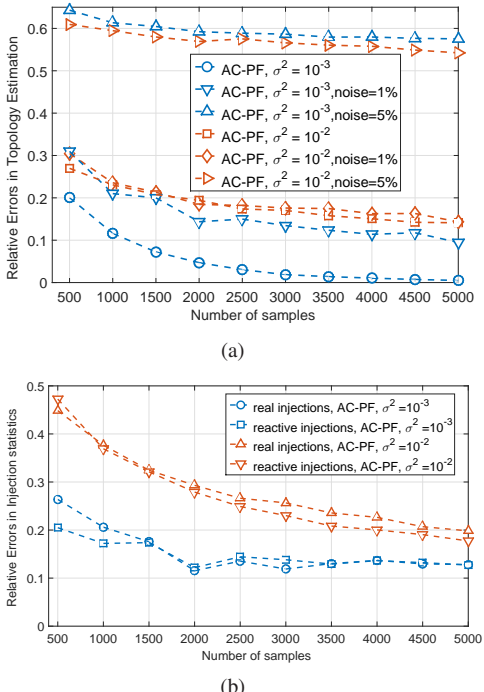 0.6
0.5
0.4
0.3
0.2
0.1
0
Relative Errors in Topology Estimation
AC-PF, σ² = 10⁻³
AC-PF, σ² = 10⁻³,noise=1%
AC-PF, σ² = 10⁻³,noise=5%
AC-PF, σ² = 10⁻²
AC-PF, σ² = 10⁻²,noise=1%
AC-PF, σ² = 10⁻²,noise=5%
500 1000 1500 2000 2500 3000 3500 4000 4500 5000
Number of samples
(a)
0.5
0.4
0.3
0.2
0.1
0
Relative Errors in Injection statistics
real injections, AC-PF, σ² =10⁻³
reactive injections, AC-PF, σ² =10⁻³
real injections, AC-PF, σ² =10⁻²
reactive injections, AC-PF, σ² =10⁻²
500 1000 1500 2000 2500 3000 3500 4000 4500 5000
Number of samples
(b)